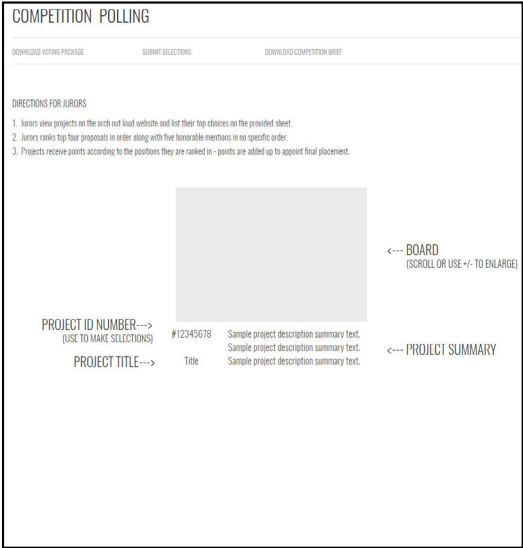 COMPETITION POLLING
DOWNLOAD VOTING PACKAGE SUBMIT SELECTIONS DOWNLOAD COMPETITION BRIEF
DIRECTIONS FOR JURORS
1. Jurors view projects on the arch out loud website and list their top choices on the provided sheet.
2. Jurors ranks top four proposals in order along with five honorable mentions in no specific order.
3. Projects receive points according to the positions they are ranked in - points are added up to appoint final placement.
<--- BOARD
(SCROLL OR USE +/- TO ENLARGE)
PROJECT ID NUMBER--->
(USE TO MAKE SELECTIONS)
#12345678 Sample project description summary text.
Sample project description summary text.
<--- PROJECT SUMMARY
PROJECT TITLE---> Title Sample project description summary text.